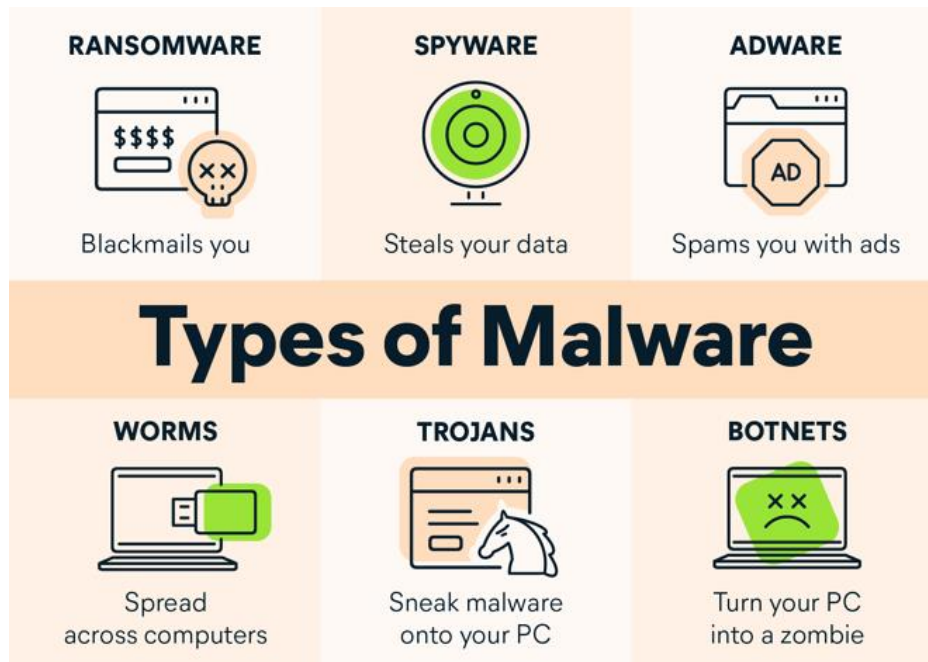 RANSOMWARE
SPYWARE
ADWARE
$$$$
AD
Blackmails you
Steals your data
Spams you with ads
Types of Malware
WORMS
TROJANS
BOTNETS
Spread
across computers
Sneak malware
onto your PC
Turn your PC
into a zombie